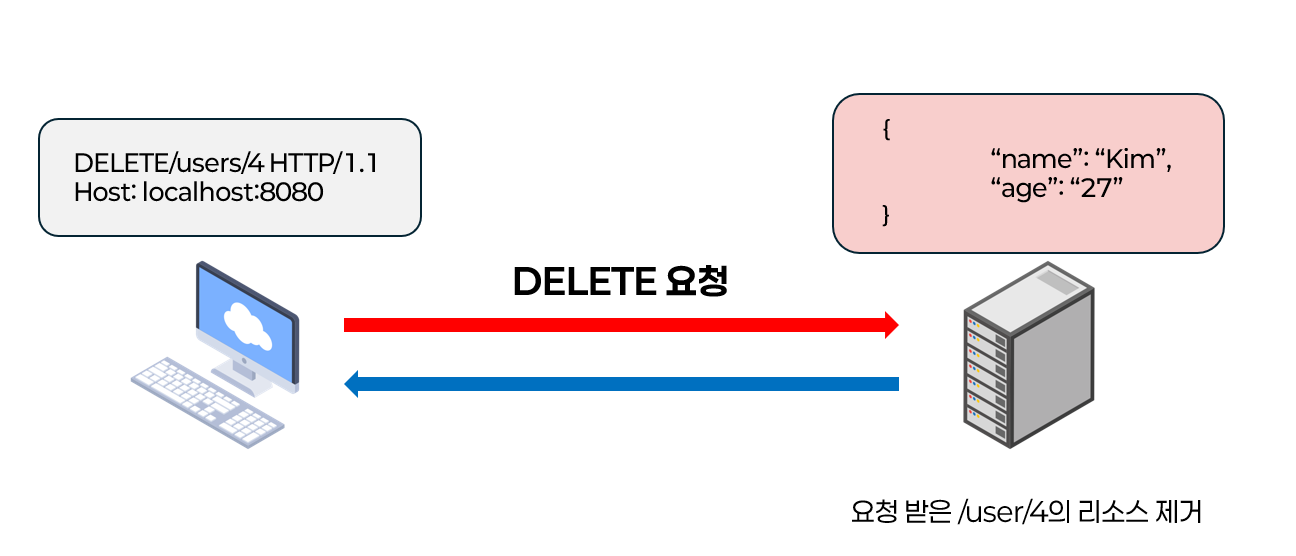 DELETE/users/4 HTTP/1.1
Host: localhost:8080
{
“name”: “Kim”,
“age”: “27”
}
DELETE 요청
요청 받은 /user/4의 리소스 제거